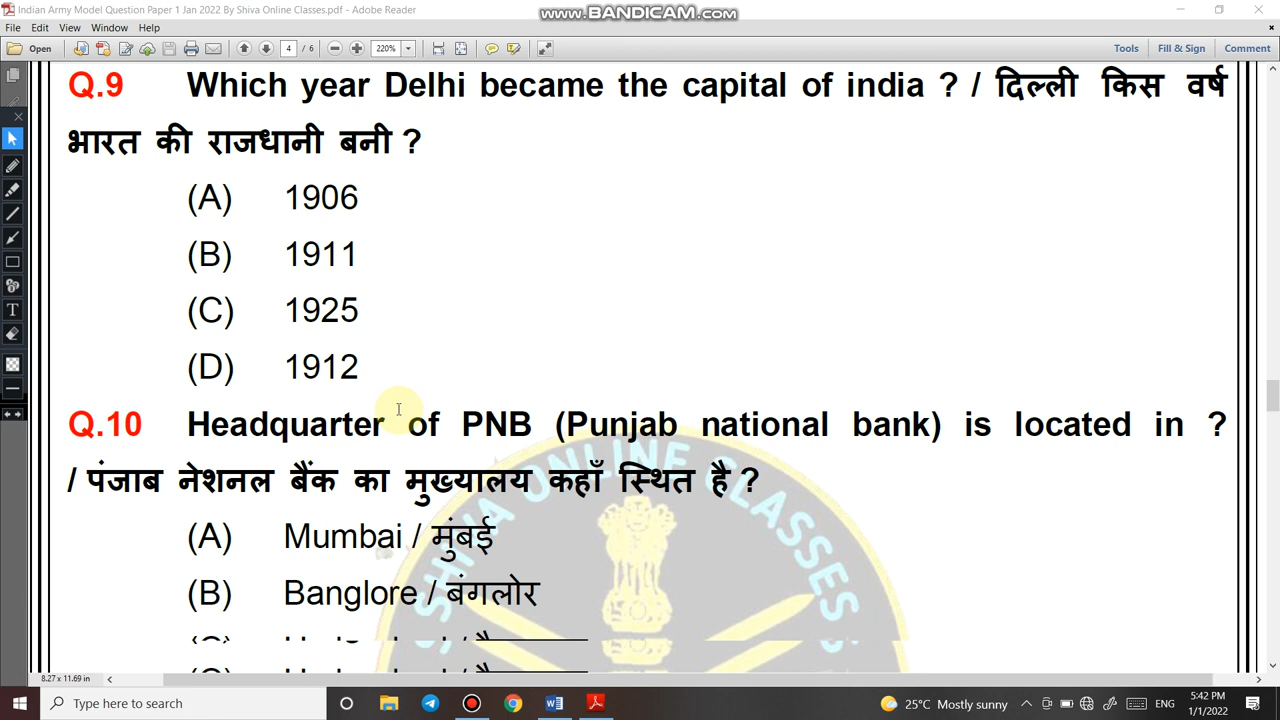 Indian Army Model Question Paper 1 Jan 2022 By Shiva Online Classes.pdf - Adobe Reader
www.BANDICAM.com
File Edit View Window Help
Open 4 / 6 220% Tools Fill & Sign Comment
Q.9 Which year Delhi became the capital of india ? / दिल्ली किस वर्ष
भारत की राजधानी बनी ?
(A) 1906
(B) 1911
(C) 1925
(D) 1912
Q.10 Headquarter of PNB (Punjab national bank) is located in ?
/ पंजाब नेशनल बैंक का मुख्यालय कहाँ स्थित है ?
(A) Mumbai / मुंबई
(B) Banglore / बंगलोर
SHIVA ONLINE CLASSES
8.27 x 11.69 in
Type here to search
25°C Mostly sunny
ENG
5:42 PM
1/1/2022